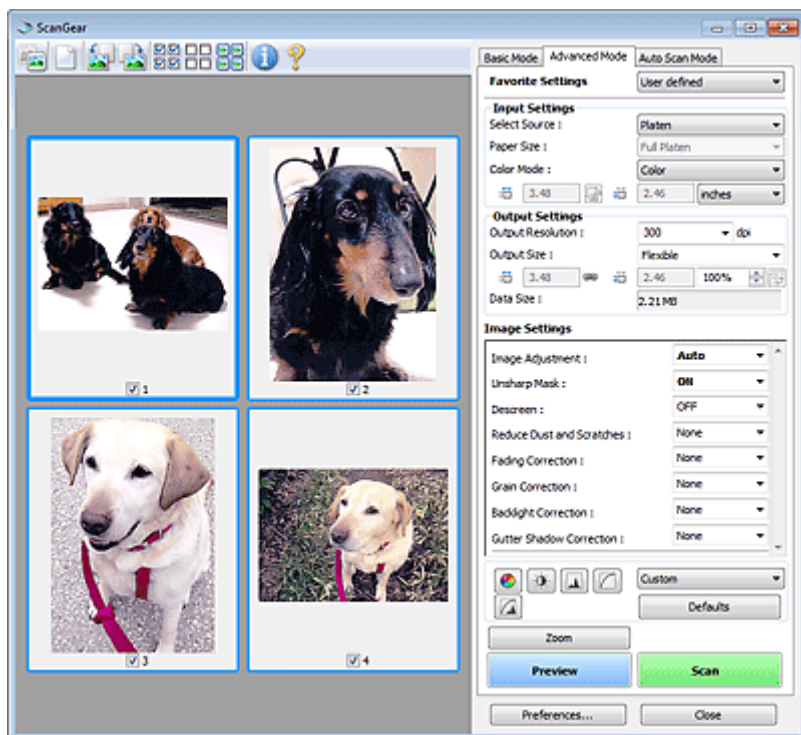 ScanGear
Basic Mode Advanced Mode Auto Scan Mode
Favorite Settings User defined
Input Settings
Select Source : Platen
Paper Size : Full Platen
Color Mode : Color
3.48 2.46 inches
Output Settings
Output Resolution : 300 dpi
Output Size : Flexible
3.48 2.46 100%
Data Size : 2.21 MB
Image Settings
Image Adjustment : Auto
Unsharp Mask : ON
Descreen : OFF
Reduce Dust and Scratches : None
Fading Correction : None
Grain Correction : None
Backlight Correction : None
Gutter Shadow Correction : None
Custom
Defaults
Zoom
Preview Scan
Preferences... Close
1 2
3 4